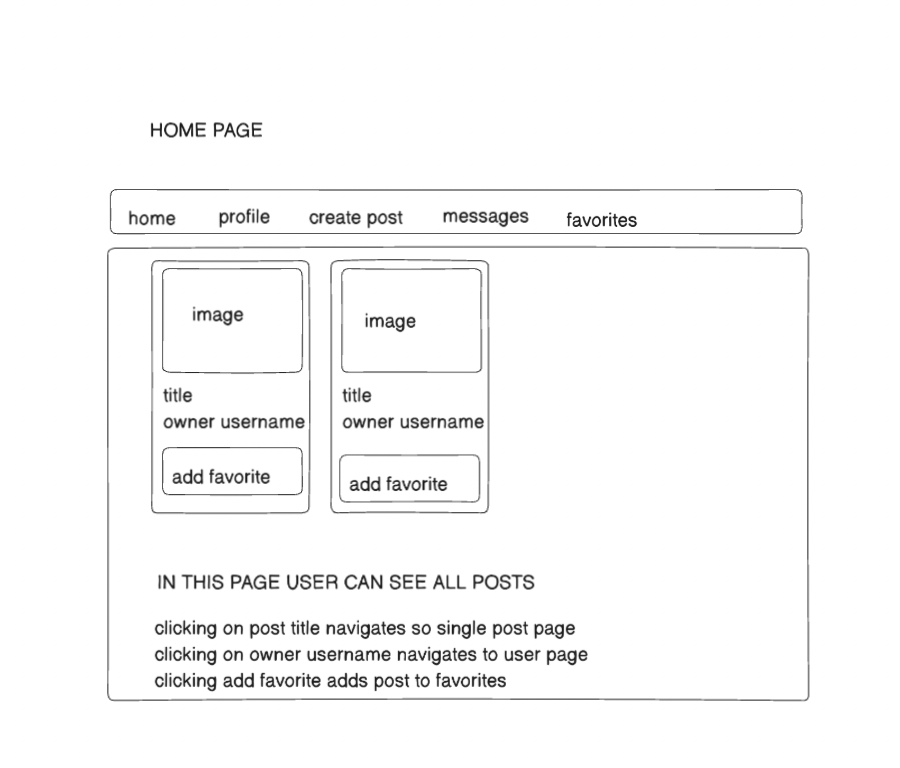 HOME PAGE
home profile create post messages favorites
image image
title title
owner username owner username
add favorite add favorite
IN THIS PAGE USER CAN SEE ALL POSTS
clicking on post title navigates so single post page
clicking on owner username navigates to user page
clicking add favorite adds post to favorites